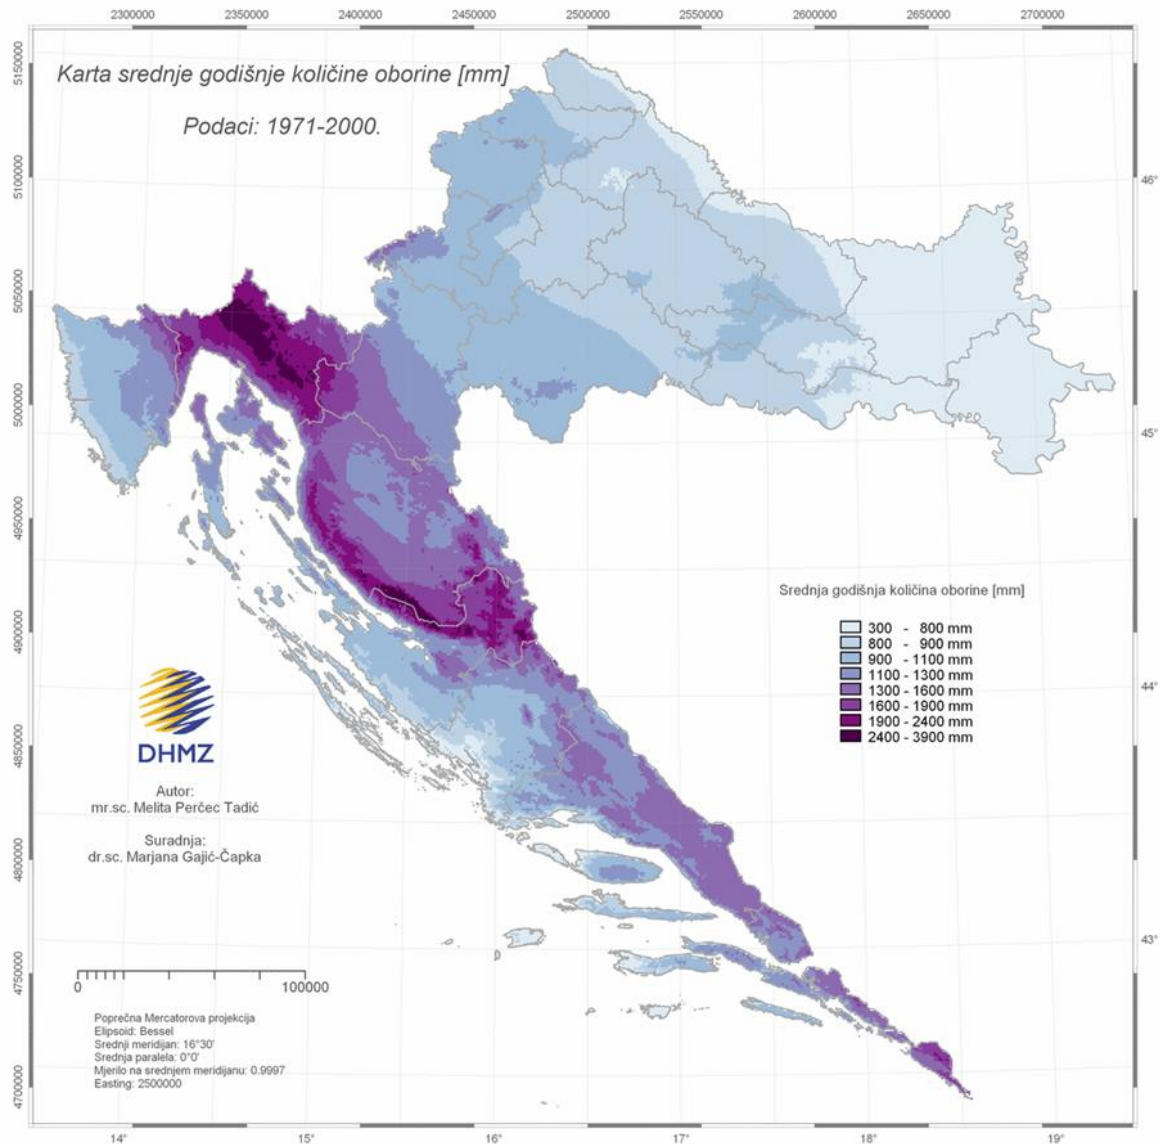 2300000 2350000 2400000 2450000 2500000 2550000 2600000 2650000 2700000
Karta srednje godišnje količine oborine [mm]
Podaci: 1971-2000.
5150000
5100000
5050000
5000000
4950000
4900000
4850000
4800000
4750000
4700000
46°
45°
44°
43°
Srednja godišnja količina oborine [mm]
300 - 800 mm
800 - 900 mm
900 - 1100 mm
1100 - 1300 mm
1300 - 1600 mm
1600 - 1900 mm
1900 - 2400 mm
2400 - 3900 mm
DHMZ
Autor:
mr.sc. Melita Perčec Tadić
Suradnja:
dr.sc. Marjana Gajić-Čapka
0 100000
Poprečna Mercatorova projekcija
Elipsoid: Bessel
Srednji meridijan: 16°30'
Srednja paralela: 0°0'
Mjerilo na srednjem meridijanu: 0.9997
Easting: 2500000
14° 15° 16° 17° 18° 19°